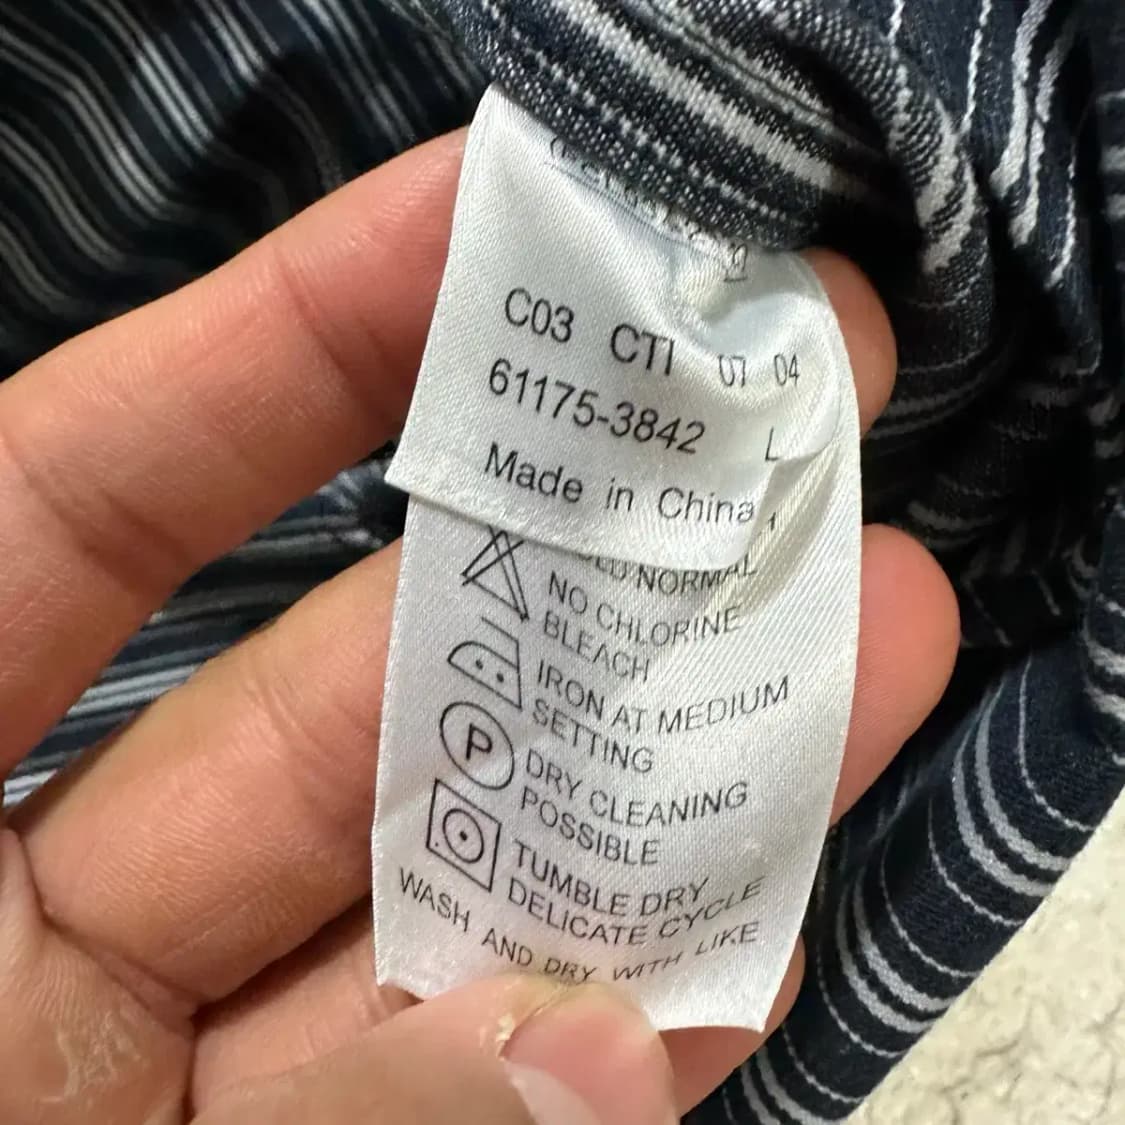 C03 CTI 07 04
61175-3842 L
Made in China
NORMAL
NO CHLORINE
BLEACH
IRON AT MEDIUM
SETTING
P
DRY CLEANING
POSSIBLE
TUMBLE DRY
DELICATE CYCLE
WASH AND DRY WITH LIKE